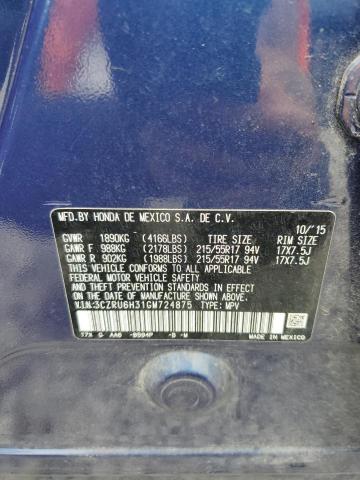 MFD.BY HONDA DE MEXICO S.A. DE C.V.
10/'15
GVWR 1890KG (4166LBS) TIRE SIZE RIM SIZE
GAWR F 988KG (2178LBS) 215/55R17 94V 17X7.5J
GAWR R 902KG (1988LBS) 215/55R17 94V 17X7.5J
THIS VEHICLE CONFORMS TO ALL APPLICABLE
FEDERAL MOTOR VEHICLE SAFETY
AND THEFT PREVENTION STANDARDS IN EFFECT
ON THE DATE OF MANUFACTURE SHOWN ABOVE.
V.I.N.:3CZRU6H31GM724875 TYPE: MPV
MADE IN MEXICO
17X G AA6 -B594P -B -M